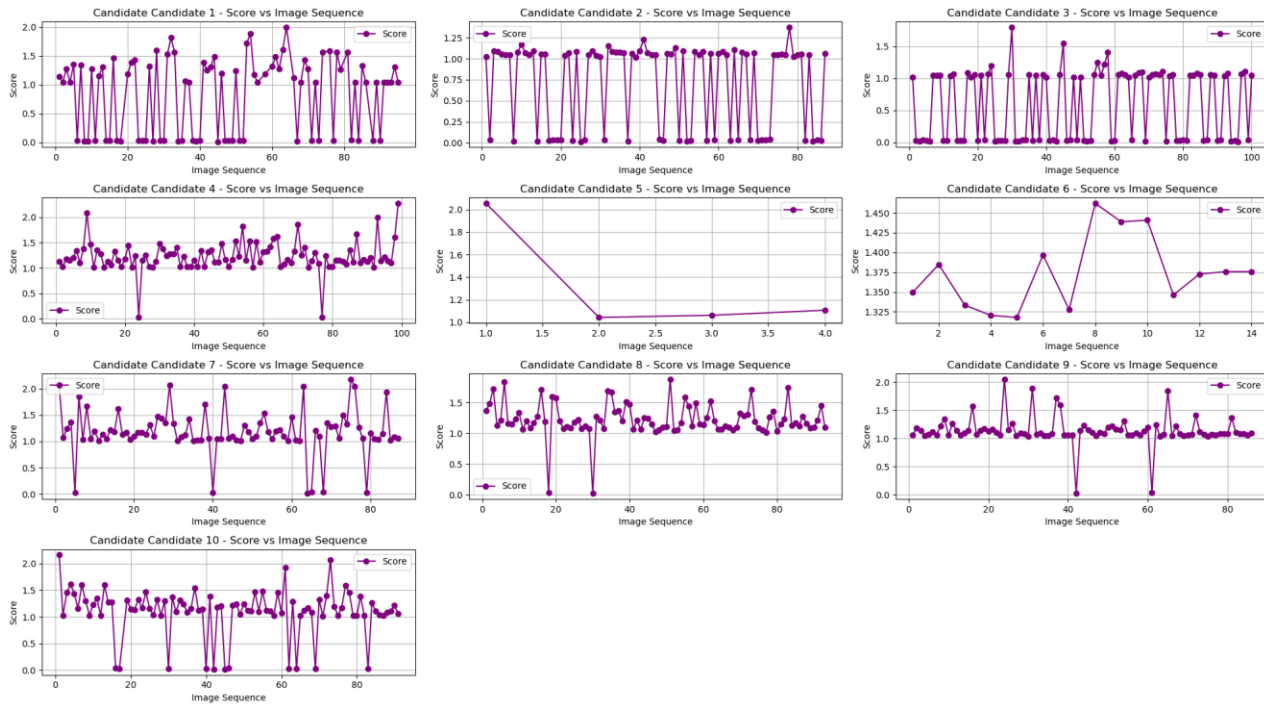 Candidate Candidate 1 - Score vs Image Sequence
2.0
1.5
1.0
0.5
0.0
Score
Score
0 20 40 60 80
Image Sequence
Candidate Candidate 2 - Score vs Image Sequence
1.25
1.00
0.75
0.50
0.25
0.00
Score
Score
0 20 40 60 80
Image Sequence
Candidate Candidate 3 - Score vs Image Sequence
1.5
1.0
0.5
0.0
Score
Score
0 20 40 60 80 100
Image Sequence
Candidate Candidate 4 - Score vs Image Sequence
2.0
1.5
1.0
0.5
0.0
Score
Score
0 20 40 60 80 100
Image Sequence
Candidate Candidate 5 - Score vs Image Sequence
2.0
1.8
1.6
1.4
1.2
1.0
Score
Score
1.0 1.5 2.0 2.5 3.0 3.5 4.0
Image Sequence
Candidate Candidate 6 - Score vs Image Sequence
1.450
1.425
1.400
1.375
1.350
1.325
Score
Score
2 4 6 8 10 12 14
Image Sequence
Candidate Candidate 7 - Score vs Image Sequence
2.0
1.5
1.0
0.5
0.0
Score
Score
0 20 40 60 80
Image Sequence
Candidate Candidate 8 - Score vs Image Sequence
1.5
1.0
0.5
0.0
Score
Score
0 20 40 60 80
Image Sequence
Candidate Candidate 9 - Score vs Image Sequence
2.0
1.5
1.0
0.5
0.0
Score
Score
0 20 40 60 80
Image Sequence
Candidate Candidate 10 - Score vs Image Sequence
2.0
1.5
1.0
0.5
0.0
Score
Score
0 20 40 60 80
Image Sequence